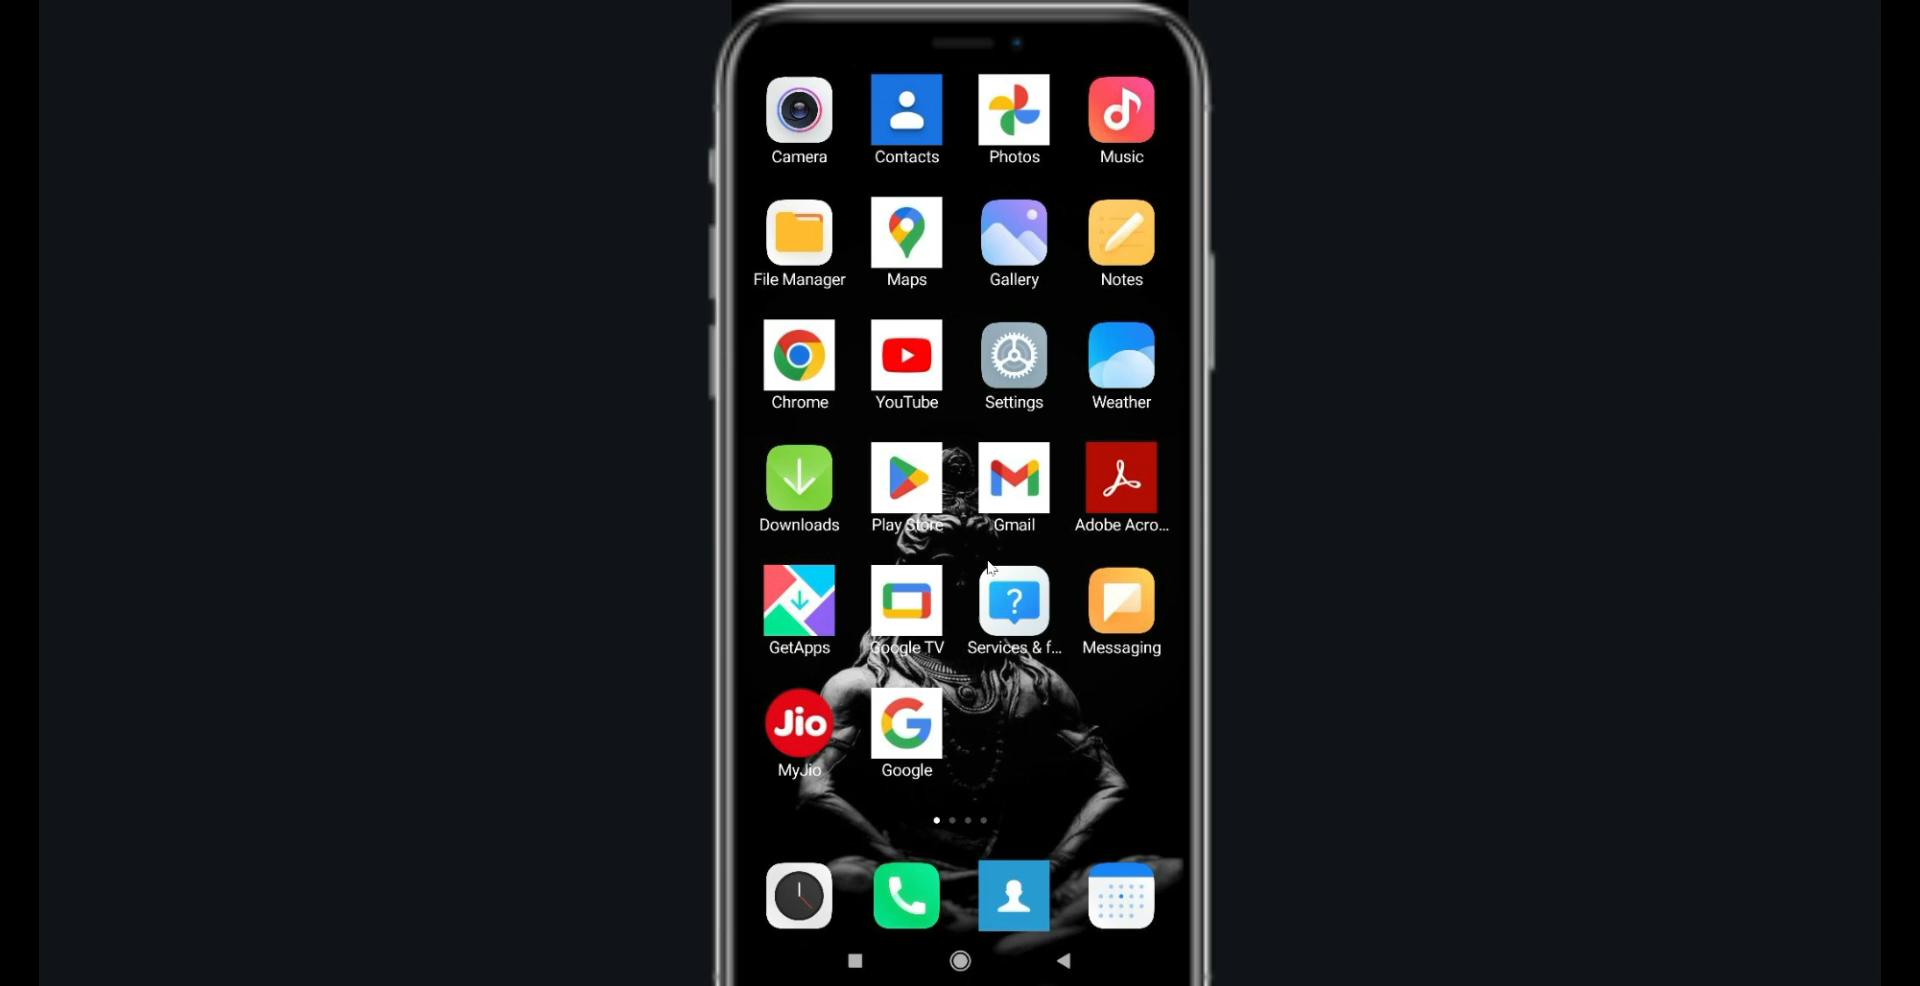 Camera Contacts Photos Music
File Manager Maps Gallery Notes
Chrome YouTube Settings Weather
Downloads Play Store Gmail Adobe Acro...
?
GetApps Google TV Services & f... Messaging
Jio
MyJio Google